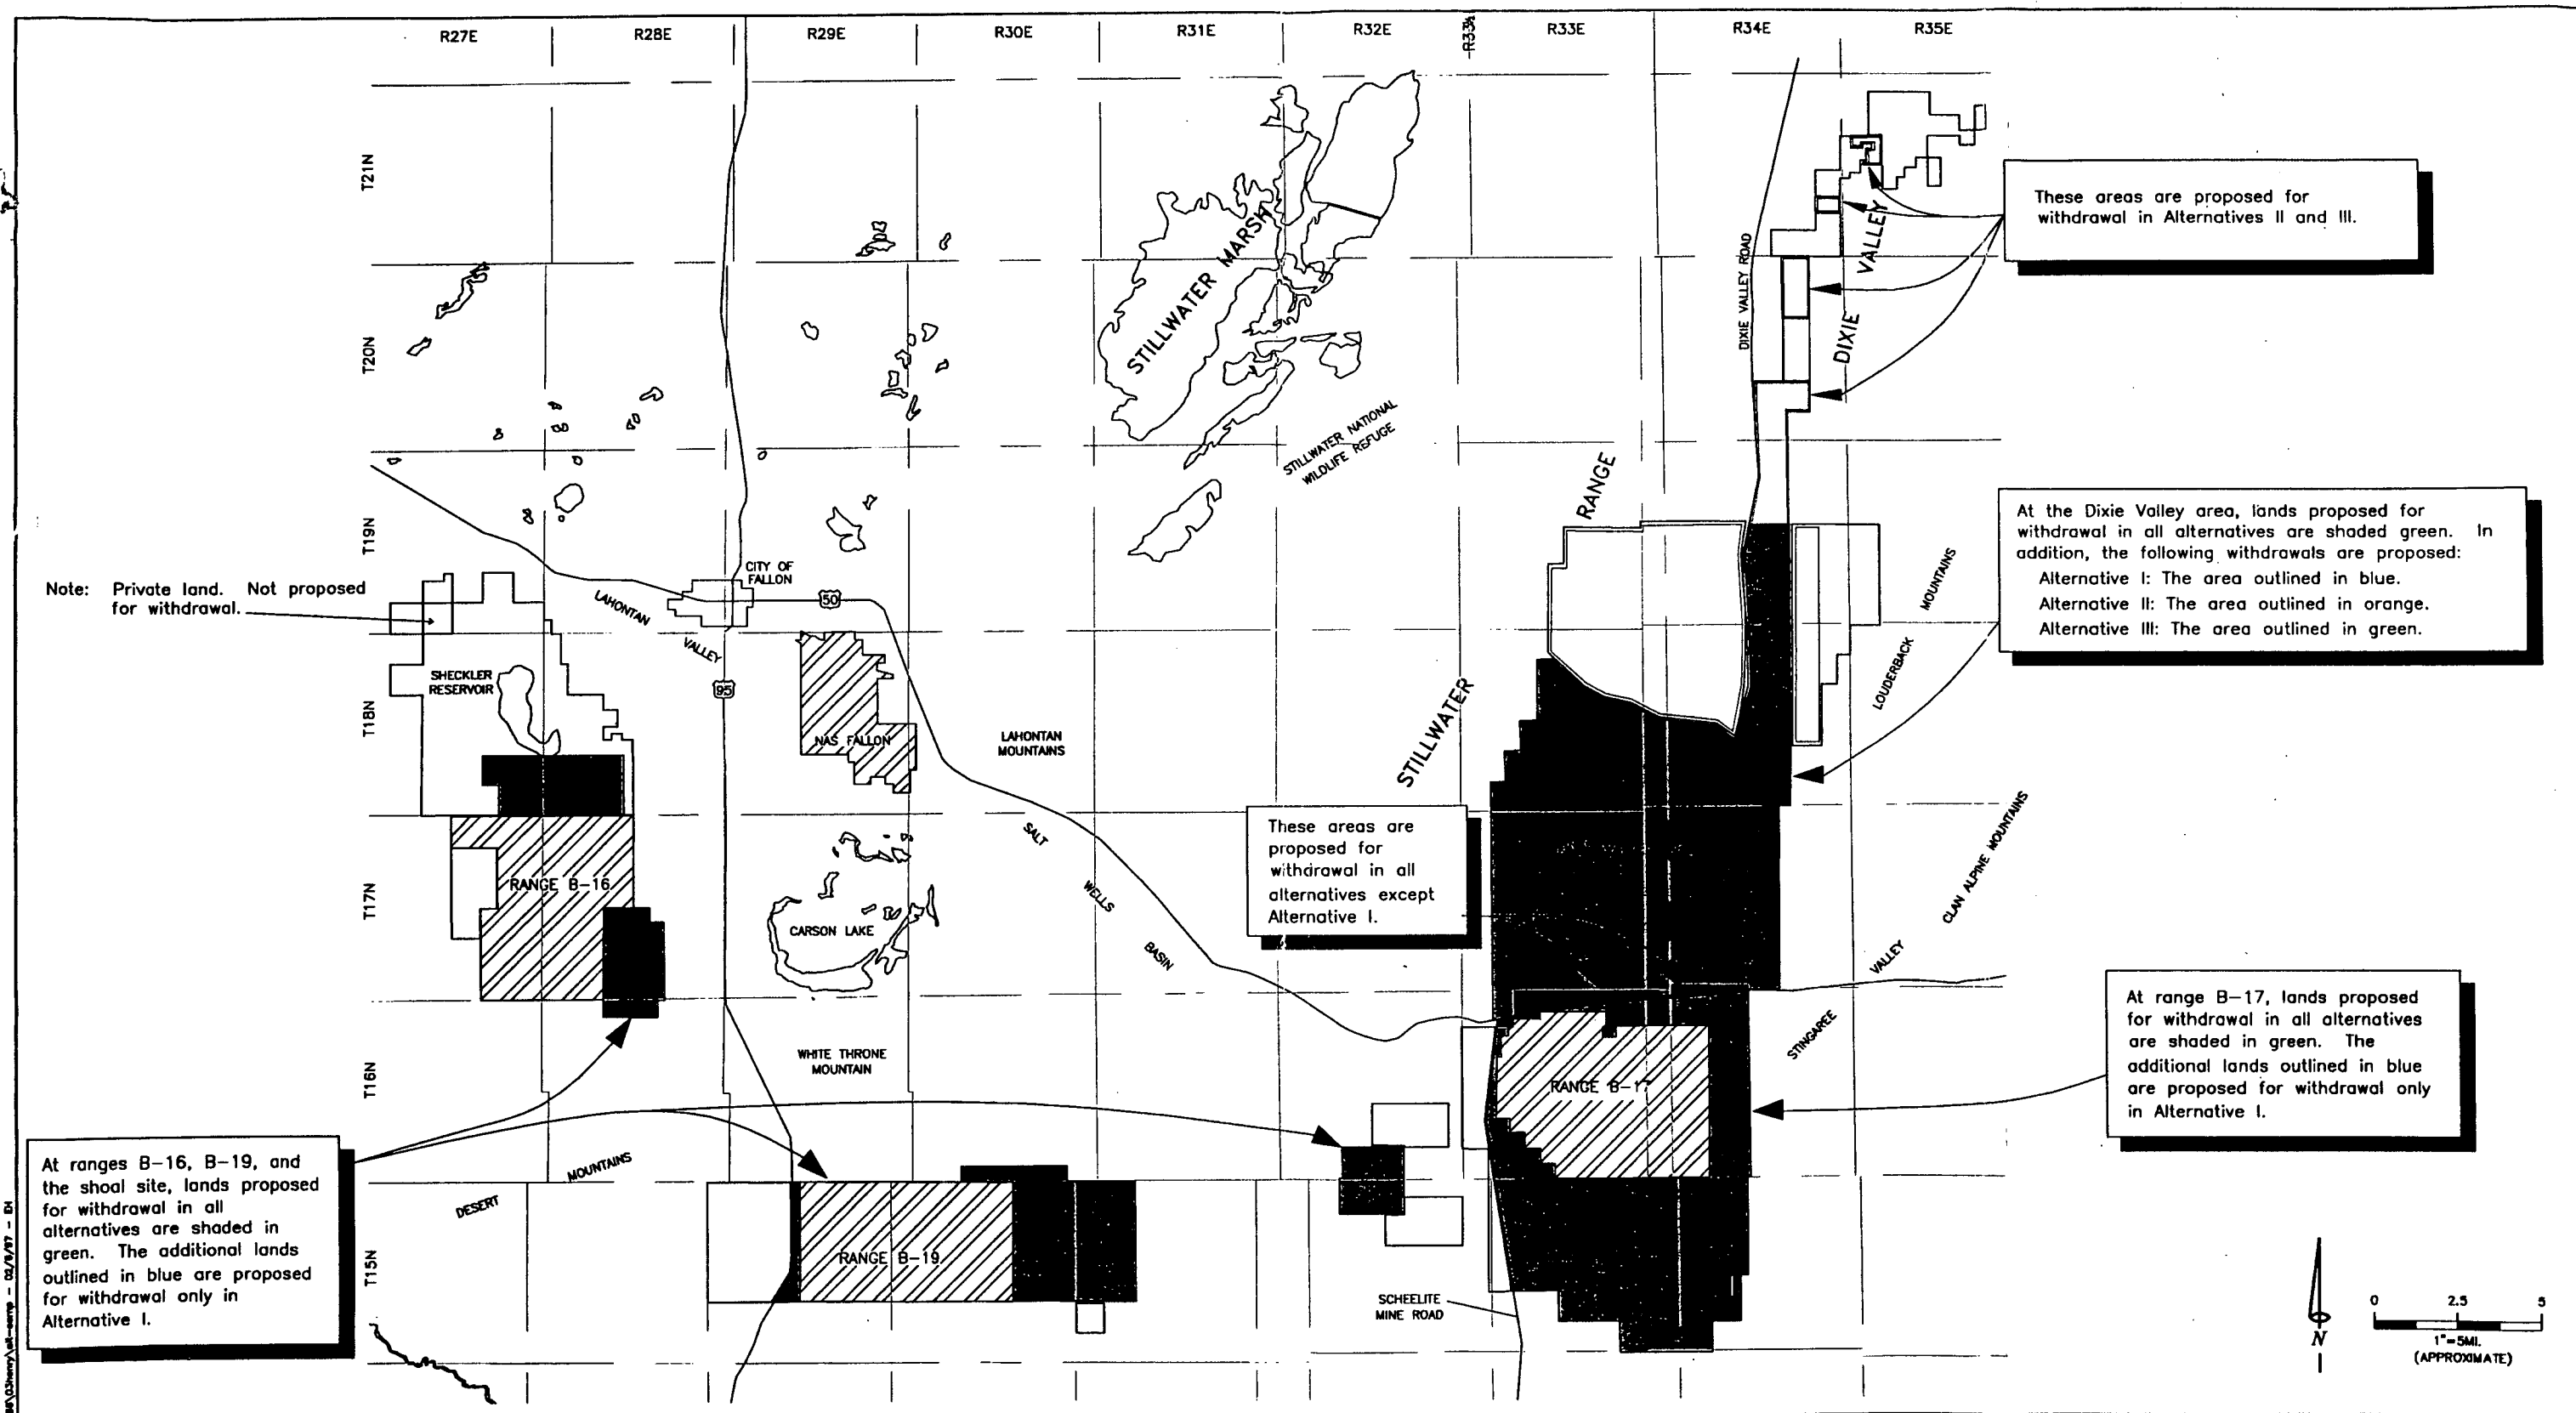 R27E
R28E
R29E
R30E
R31E
R32E
R33½
R33E
R34E
R35E
T21N
T20N
T19N
T18N
T17N
T16N
T15N
These areas are proposed for
withdrawal in Alternatives II and III.
STILLWATER MARSH
DIXIE VALLEY ROAD
DIXIE VALLEY
STILLWATER NATIONAL
WILDLIFE REFUGE
STILLWATER RANGE
At the Dixie Valley area, lands proposed for
withdrawal in all alternatives are shaded green. In
addition, the following withdrawals are proposed:
Alternative I: The area outlined in blue.
Alternative II: The area outlined in orange.
Alternative III: The area outlined in green.
Note: Private land. Not proposed
for withdrawal.
CITY OF
FALLON
50
LAHONTAN
VALLEY
95
SHECKLER
RESERVOIR
NAS FALLON
LAHONTAN
MOUNTAINS
LOUDERBACK MOUNTAINS
SALT
WELLS
BASIN
These areas are
proposed for
withdrawal in all
alternatives except
Alternative I.
RANGE B-16
CARSON LAKE
CLAN ALPINE MOUNTAINS
STINGAREE VALLEY
At range B-17, lands proposed
for withdrawal in all alternatives
are shaded in green. The
additional lands outlined in blue
are proposed for withdrawal only
in Alternative I.
WHITE THRONE
MOUNTAIN
RANGE B-17
At ranges B-16, B-19, and
the shoal site, lands proposed
for withdrawal in all
alternatives are shaded in
green. The additional lands
outlined in blue are proposed
for withdrawal only in
Alternative I.
DESERT MOUNTAINS
RANGE B-19
SCHEELITE
MINE ROAD
N
0 2.5 5
1"=5MI.
(APPROXIMATE)
02/6/97 - EN